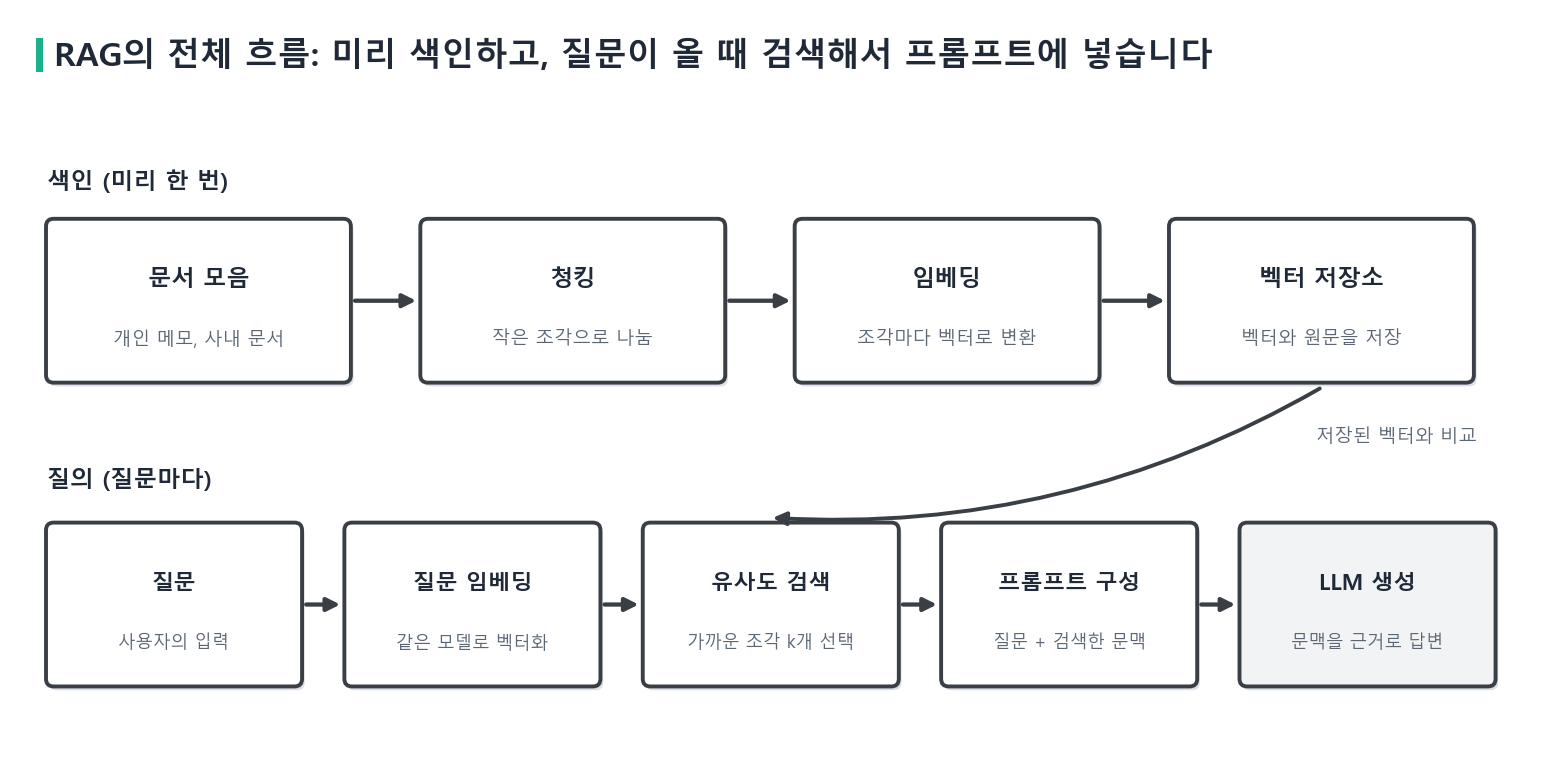 RAG의 전체 흐름: 미리 색인하고, 질문이 올 때 검색해서 프롬프트에 넣습니다
색인 (미리 한 번)
문서 모음
개인 메모, 사내 문서
청킹
작은 조각으로 나눔
임베딩
조각마다 벡터로 변환
벡터 저장소
벡터와 원문을 저장
저장된 벡터와 비교
질의 (질문마다)
질문
사용자의 입력
질문 임베딩
같은 모델로 벡터화
유사도 검색
가까운 조각 k개 선택
프롬프트 구성
질문 + 검색한 문맥
LLM 생성
문맥을 근거로 답변